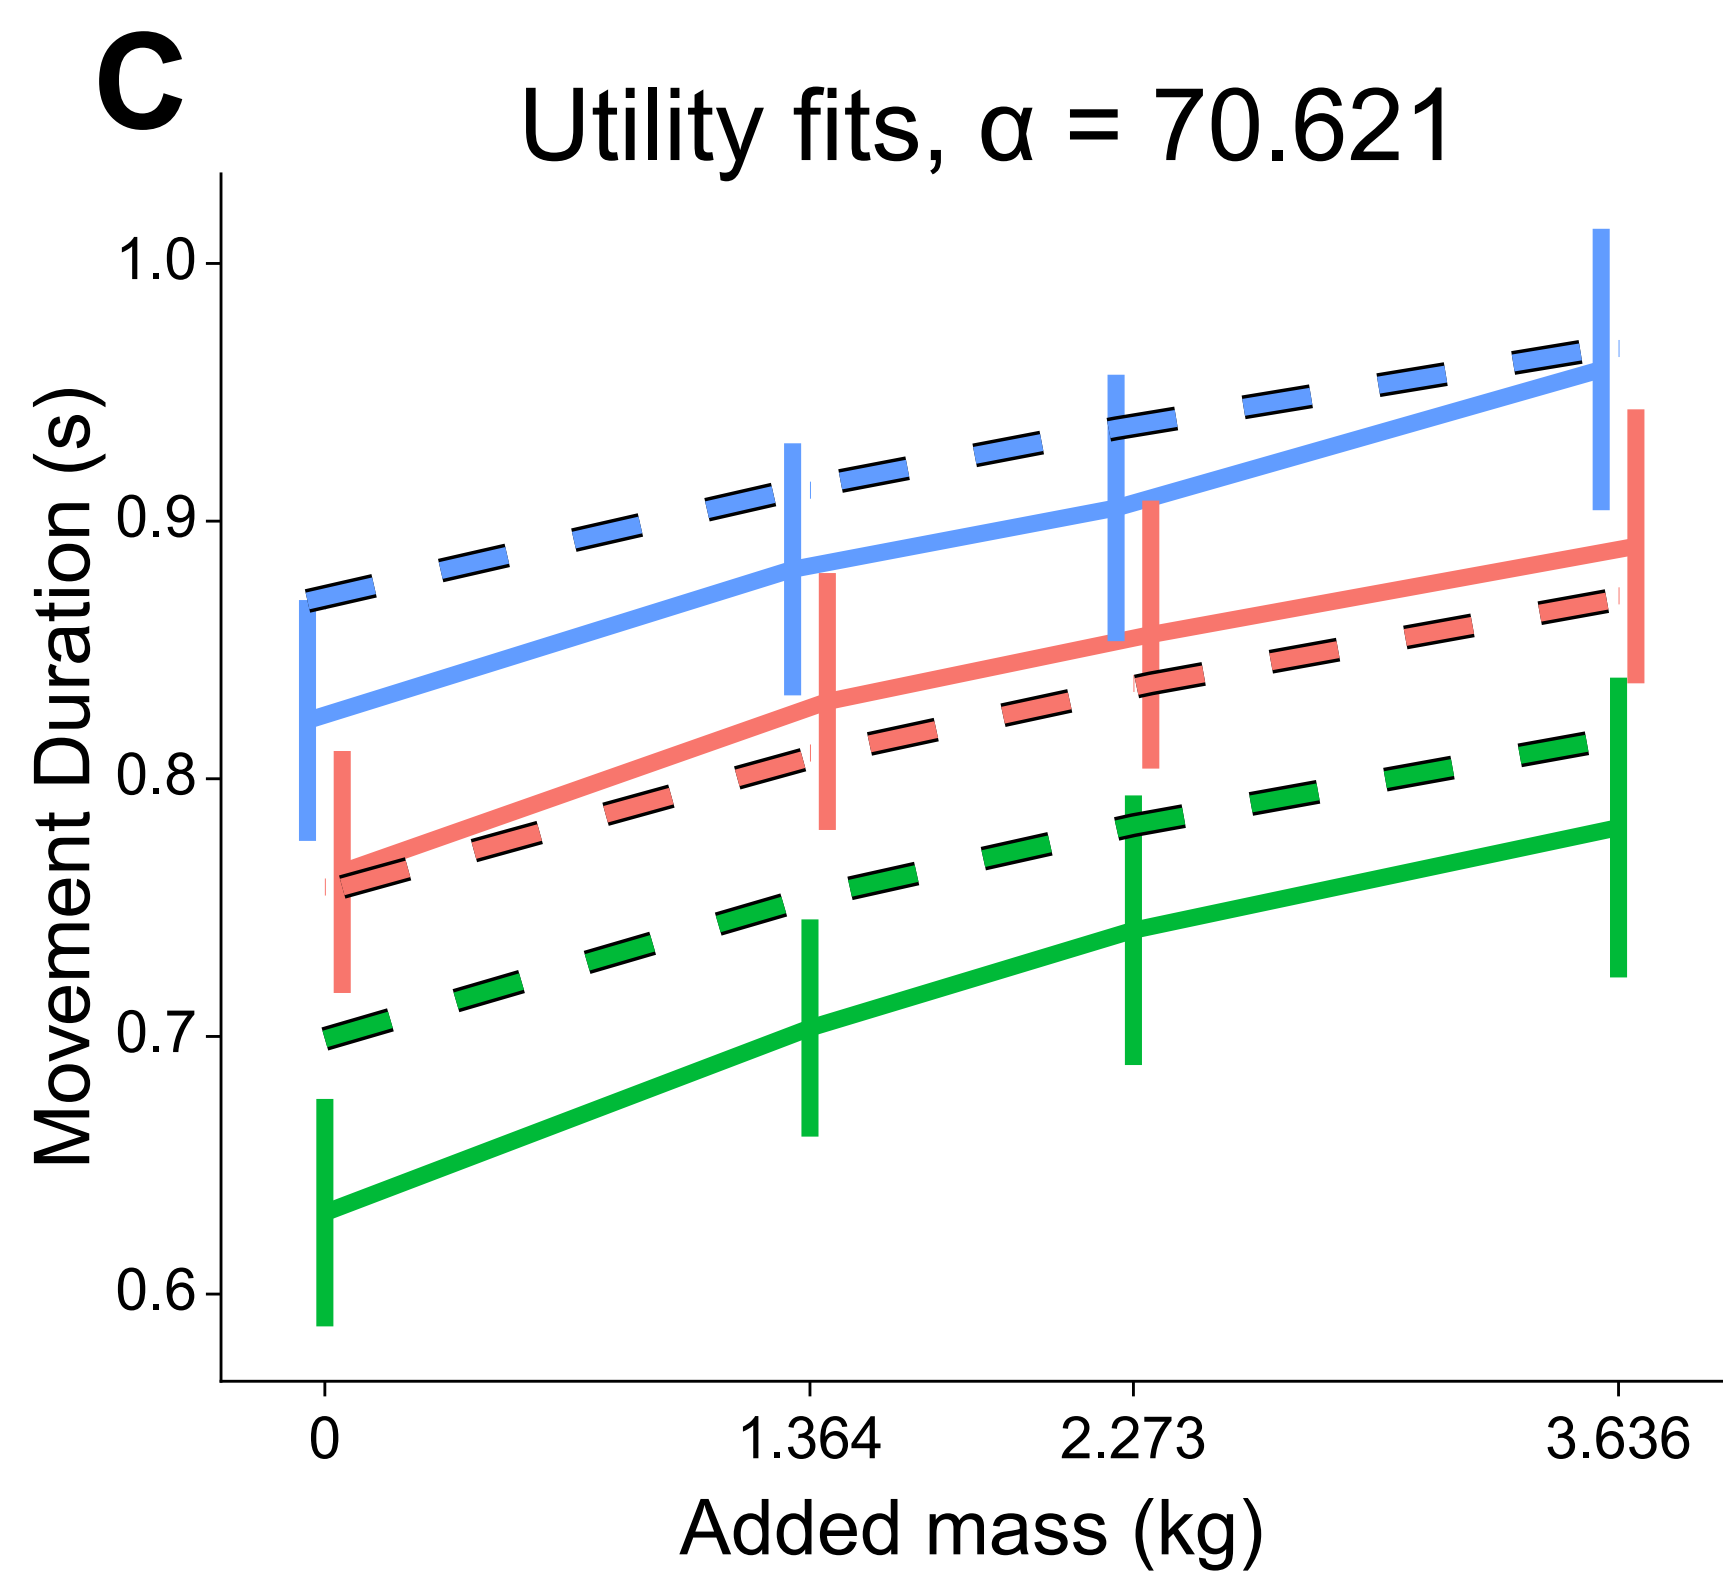 C
Utility fits, α = 70.621
Movement Duration (s)
1.0
0.9
0.8
0.7
0.6
0
1.364
2.273
3.636
Added mass (kg)